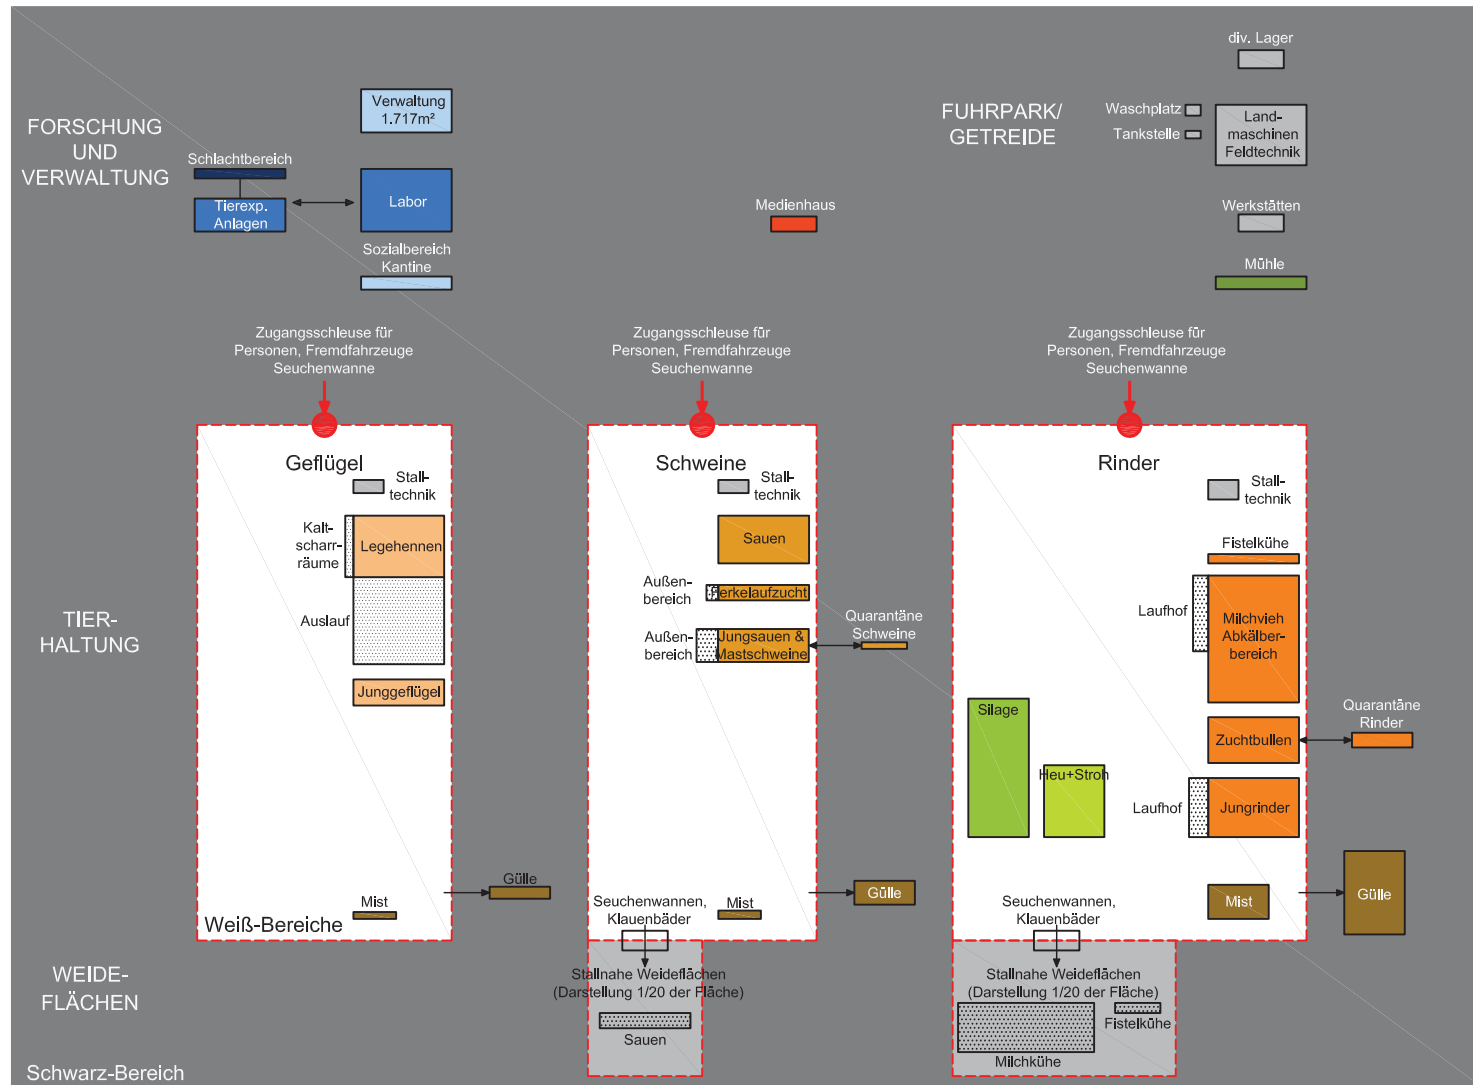 div. Lager
FORSCHUNG
UND
VERWALTUNG
Verwaltung
1.717m²
Schlachtbereich
Tierexp.
Anlagen
Labor
Sozialbereich
Kantine
Medienhaus
FUHRPARK/
GETREIDE
Waschplatz
Tankstelle
Land-
maschinen
Feldtechnik
Werkstätten
Mühle
Zugangsschleuse für
Personen, Fremdfahrzeuge
Seuchenwanne
Zugangsschleuse für
Personen, Fremdfahrzeuge
Seuchenwanne
Zugangsschleuse für
Personen, Fremdfahrzeuge
Seuchenwanne
TIER-
HALTUNG
Geflügel
Stall-
technik
Kalt-
scharr-
räume
Legehennen
Auslauf
Junggeflügel
Mist
Weiß-Bereiche
Gülle
Schweine
Stall-
technik
Sauen
Außen-
bereich
Ferkelaufzucht
Außen-
bereich
Jungsauen &
Mastschweine
Quarantäne
Schweine
Seuchenwannen,
Klauenbäder
Mist
Gülle
Rinder
Stall-
technik
Fistelkühe
Laufhof
Milchvieh
Abkälber-
bereich
Silage
Heu+Stroh
Zuchtbullen
Quarantäne
Rinder
Laufhof
Jungrinder
Seuchenwannen,
Klauenbäder
Mist
Gülle
WEIDE-
FLÄCHEN
Stallnahe Weideflächen
(Darstellung 1/20 der Fläche)
Sauen
Stallnahe Weideflächen
(Darstellung 1/20 der Fläche)
Fistelkühe
Milchkühe
Schwarz-Bereich